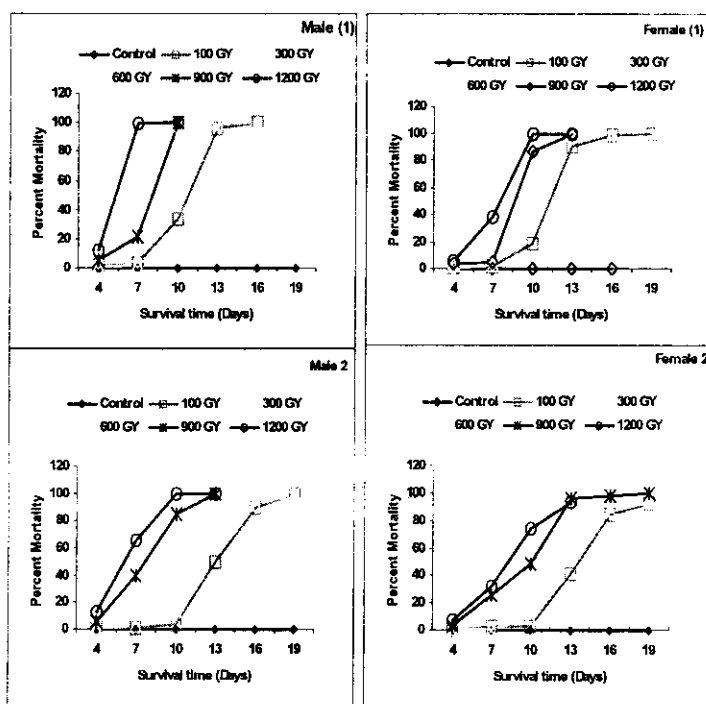 Male (1)
Control 100 GY 300 GY
600 GY 900 GY 1200 GY
120
100
80
60
40
20
0
Percent Mortality
4 7 10 13 16 19
Survival time (Days)
Female (1)
Control 100 GY 300 GY
600 GY 900 GY 1200 GY
120
100
80
60
40
20
0
Percent Mortality
4 7 10 13 16 19
Survival time (Days)
Male 2
Control 100 GY 300 GY
600 GY 900 GY 1200 GY
120
100
80
60
40
20
0
Percent Mortality
4 7 10 13 16 19
Survival time (Days)
Female 2
Control 100 GY 300 GY
600 GY 900 GY 1200 GY
120
100
80
60
40
20
0
Percent Mortality
4 7 10 13 16 19
Survival time (Days)